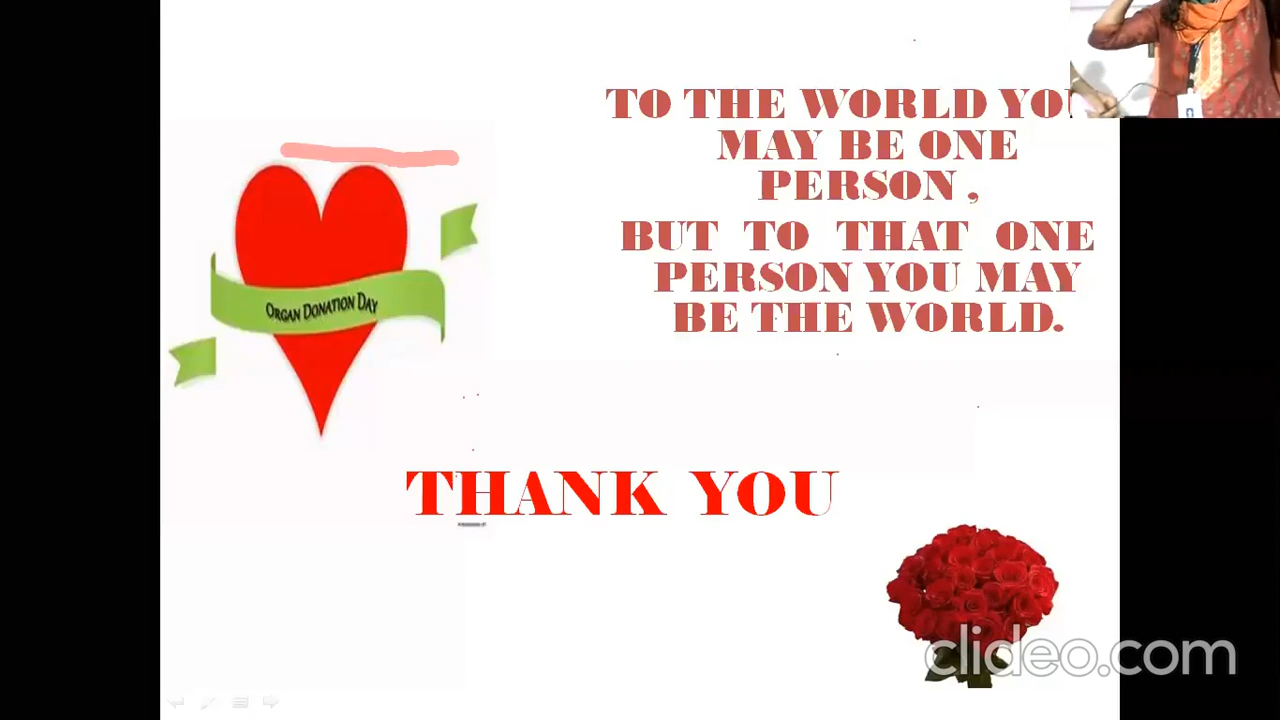 TO THE WORLD YOU
MAY BE ONE
PERSON ,
BUT TO THAT ONE
PERSON YOU MAY
BE THE WORLD.
ORGAN DONATION DAY
THANK YOU
clideo.com